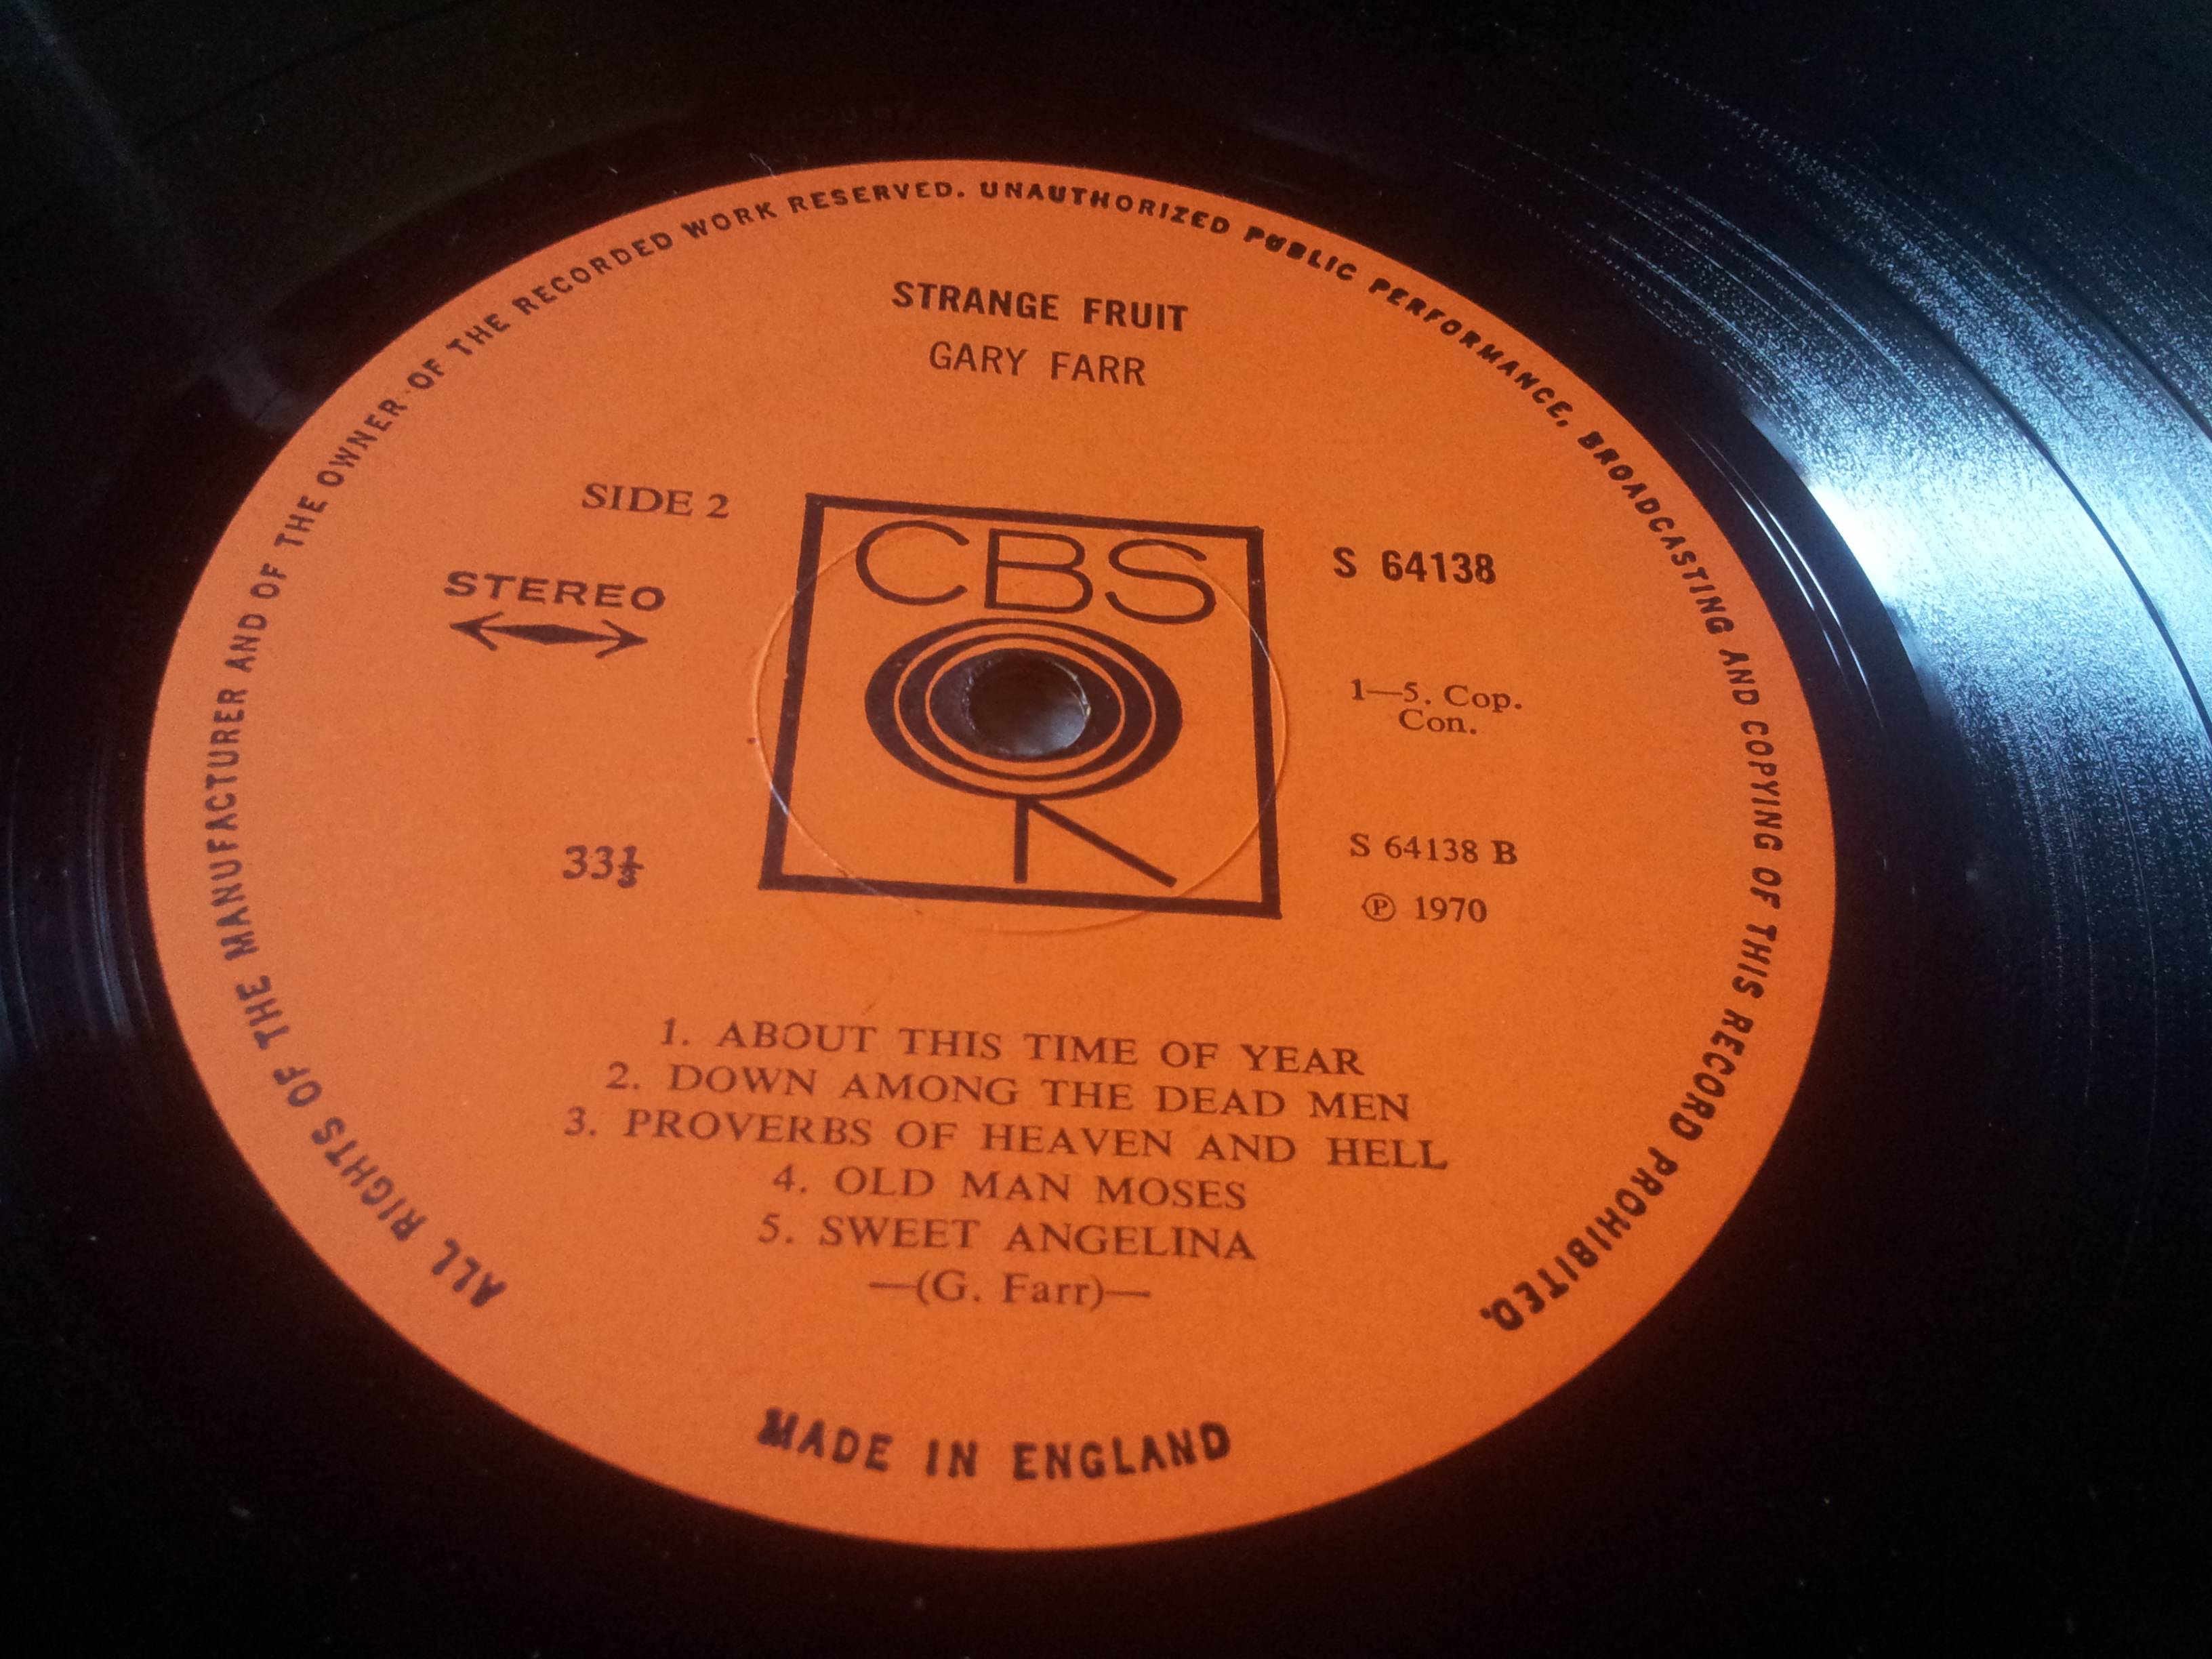 ALL RIGHTS OF THE MANUFACTURER AND OF THE OWNER OF THE RECORDED WORK RESERVED. UNAUTHORIZED PUBLIC PERFORMANCE, BROADCASTING AND COPYING OF THIS RECORD PROHIBITED.
STRANGE FRUIT
GARY FARR
SIDE 2
STEREO
33⅓
CBS
S 64138
1—5. Cop.
Con.
S 64138 B
℗ 1970
1. ABOUT THIS TIME OF YEAR
2. DOWN AMONG THE DEAD MEN
3. PROVERBS OF HEAVEN AND HELL
4. OLD MAN MOSES
5. SWEET ANGELINA
—(G. Farr)—
MADE IN ENGLAND